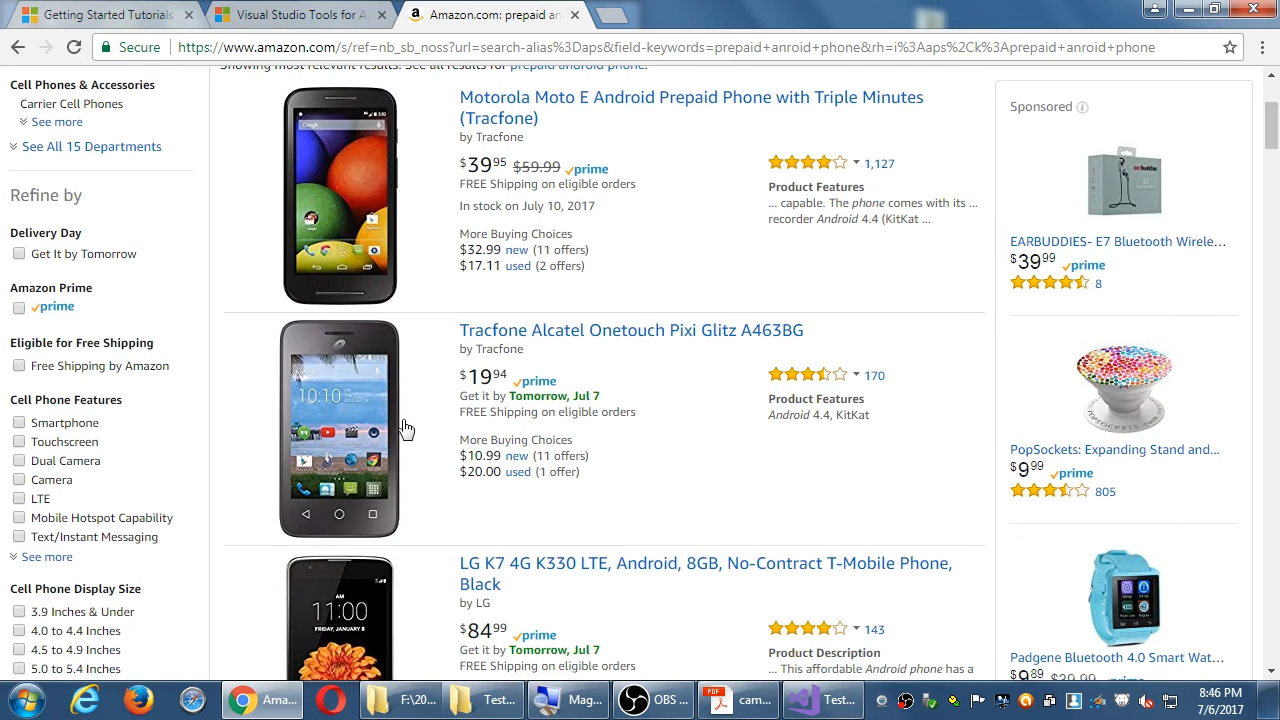 Getting Started Tutorials
Visual Studio Tools for A
Amazon.com: prepaid an
Secure
https://www.amazon.com/s/ref=nb_sb_noss?url=search-alias%3Daps&field-keywords=prepaid+anroid+phone&rh=i%3Aaps%2Ck%3Aprepaid+anroid+phone
Showing most relevant results. See all results for prepaid android phone.
Cell Phones & Accessories
Carrier Cell Phones
See more
See All 15 Departments
Refine by
Delivery Day
Get It by Tomorrow
Amazon Prime
prime
Eligible for Free Shipping
Free Shipping by Amazon
Cell Phone Features
Smartphone
Touchscreen
Dual Camera
Camera
LTE
Mobile Hotspot Capability
Text/Instant Messaging
See more
Cell Phone Display Size
3.9 Inches & Under
4.0 to 4.4 Inches
4.5 to 4.9 Inches
5.0 to 5.4 Inches
Google
Motorola Moto E Android Prepaid Phone with Triple Minutes
(Tracfone)
by Tracfone
$39.95 $59.99 prime
FREE Shipping on eligible orders
In stock on July 10, 2017
More Buying Choices
$32.99 new (11 offers)
$17.11 used (2 offers)
1,127
Product Features
... capable. The phone comes with its ...
recorder Android 4.4 (KitKat ...
10:10
Tracfone Alcatel Onetouch Pixi Glitz A463BG
by Tracfone
$19.94 prime
Get it by Tomorrow, Jul 7
FREE Shipping on eligible orders
More Buying Choices
$10.99 new (11 offers)
$20.00 used (1 offer)
170
Product Features
Android 4.4, KitKat
AM
11:00
FRIDAY, JANUARY 8
LG K7 4G K330 LTE, Android, 8GB, No-Contract T-Mobile Phone,
Black
by LG
$84.99 prime
Get it by Tomorrow, Jul 7
FREE Shipping on eligible orders
143
Product Description
... This affordable Android phone has a
Sponsored
earbuddies
EARBUDDIES- E7 Bluetooth Wirele...
$39.99 prime
8
POPSOCKETS.
PopSockets: Expanding Stand and...
$9.99 prime
805
Padgene Bluetooth 4.0 Smart Wat...
$9.89 $39.99 prime
Ama...
F:\20...
Test...
Mag...
OBS ...
PDF
cam...
Test...
8:46 PM
7/6/2017